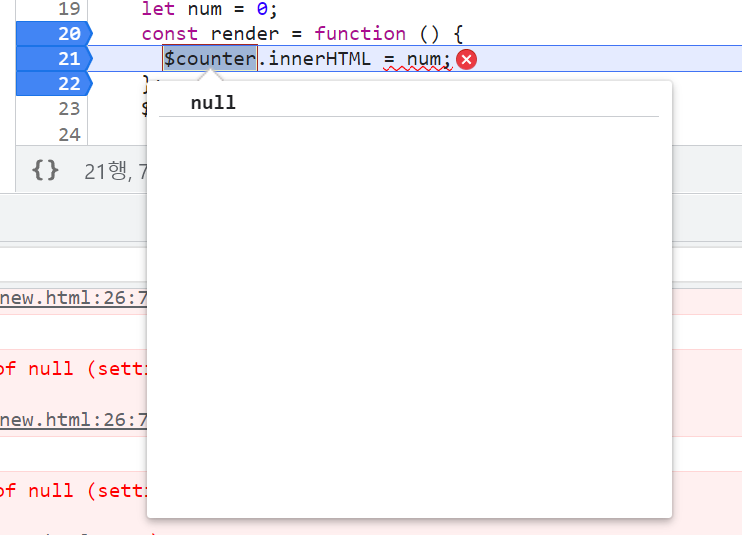 19 let num = 0;
20 const render = function () {
21 $counter.innerHTML = num;
22 }
23 $
24
null
{} 21행, 7
new.html:26:7
of null (setti
new.html:26:7
of null (setti